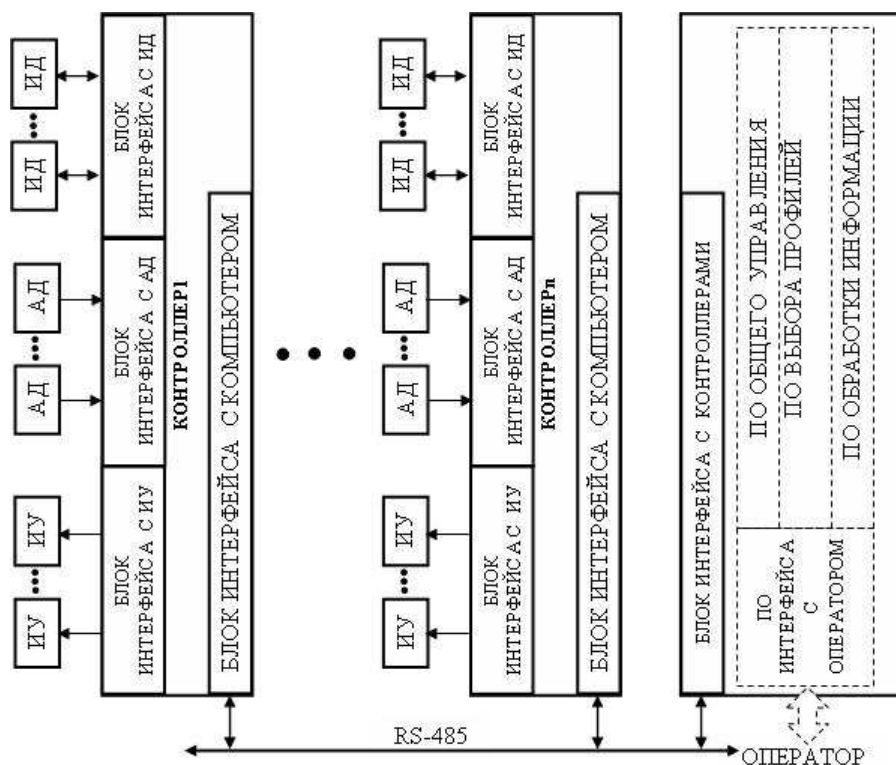 ИД
ИД
АД
АД
ИУ
ИУ
БЛОК
ИНТЕРФЕЙСА С ИД
БЛОК
ИНТЕРФЕЙСА С АД
БЛОК
ИНТЕРФЕЙСА С ИУ
КОНТРОЛЛЕР1
БЛОК ИНТЕРФЕЙСА С КОМПЬЮТЕРОМ
ИД
ИД
АД
АД
ИУ
ИУ
БЛОК
ИНТЕРФЕЙСА С ИД
БЛОК
ИНТЕРФЕЙСА С АД
БЛОК
ИНТЕРФЕЙСА С ИУ
КОНТРОЛЛЕРn
БЛОК ИНТЕРФЕЙСА С КОМПЬЮТЕРОМ
БЛОК ИНТЕРФЕЙСА С КОНТРОЛЛЕРАМИ
ПО ОБЩЕГО УПРАВЛЕНИЯ
ПО ВЫБОРА ПРОФИЛЕЙ
ПО ОБРАБОТКИ ИНФОРМАЦИИ
ПО
ИНТЕРФЕЙСА
С
ОПЕРАТОРОМ
RS-485
ОПЕРАТОР